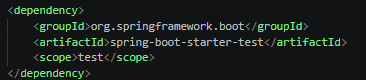 <dependency>
    <groupId>org.springframework.boot</groupId>
    <artifactId>spring-boot-starter-test</artifactId>
    <scope>test</scope>
</dependency>